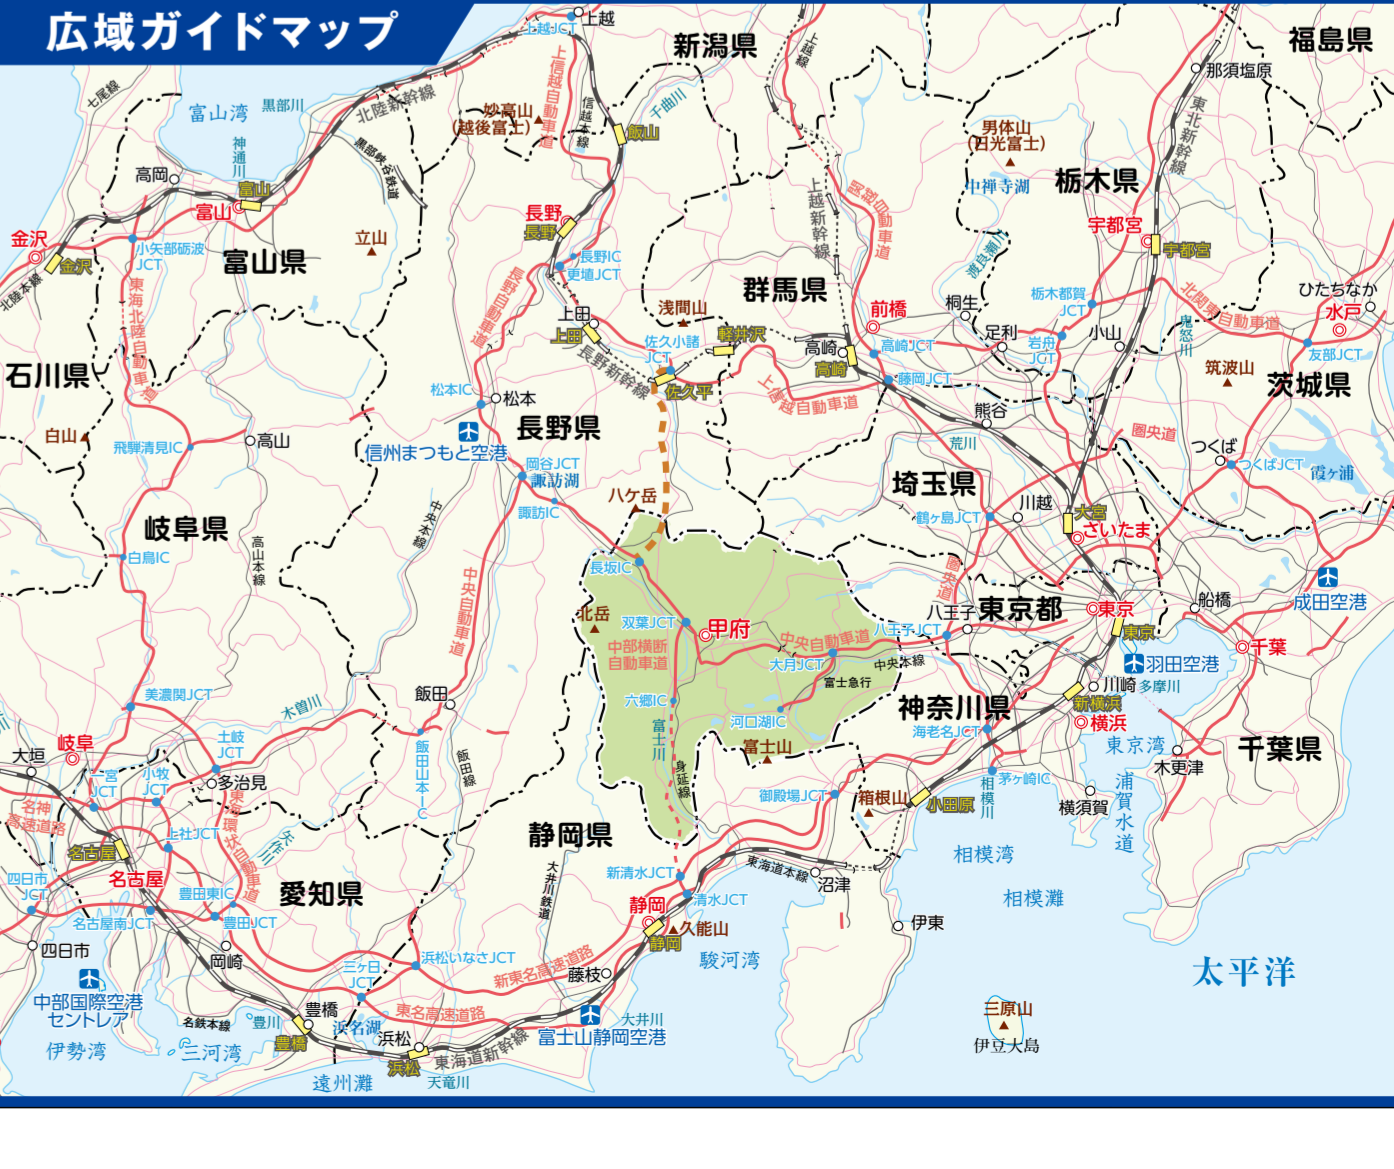 広域ガイドマップ
上越
上越JCT
上信越自動車道
信越本線
新潟県
上越線
福島県
那須塩原
東北新幹線
七尾線
富山湾
黒部川
北陸新幹線
妙高山
(越後富士)
千曲川
飯山
男体山
(日光富士)
中禅寺湖
栃木県
神通川
黒部峡谷鉄道
高岡
富山
富山
長野
長野
上越新幹線
関越自動車道
宇都宮
宇都宮
金沢
金沢
北陸本線
小矢部砺波
JCT
立山
富山県
長野IC
更埴JCT
長野自動車道
渡良瀬川
群馬県
栃木都賀
JCT
北関東自動車道
ひたちなか
水戸
東海北陸自動車道
上田
上田
浅間山
軽井沢
佐久小諸
JCT
前橋
桐生
足利
岩舟
JCT
小山
鬼怒川
友部JCT
長野新幹線
佐久平
高崎
高崎
高崎JCT
藤岡JCT
上信越自動車道
筑波山
茨城県
石川県
松本IC
松本
熊谷
白山
飛騨清見IC
高山
信州まつもと空港
長野県
荒川
圏央道
つくば
つくばJCT
霞ヶ浦
岡谷JCT
諏訪湖
諏訪IC
八ケ岳
埼玉県
川越
鶴ヶ島JCT
大宮
さいたま
岐阜県
高山本線
中央本線
白鳥IC
中央自動車道
長坂IC
圏央道
成田空港
北岳
双葉JCT
甲府
八王子
八王子JCT
東京都
東京
東京
船橋
中部横断
自動車道
中央自動車道
大月JCT
中央本線
富士急行
羽田空港
千葉
六郷IC
富士川
河口湖IC
神奈川県
川崎
多摩川
新横浜
横浜
海老名JCT
美濃関JCT
木曽川
飯田
飯田山本IC
飯田線
富士山
身延線
東京湾
木更津
千葉県
大垣
岐阜
土岐
JCT
一宮
JCT
小牧
JCT
多治見
御殿場JCT
箱根山
小田原
茅ヶ崎IC
相模川
横須賀
浦賀水道
名神
高速道路
東海環状自動車道
矢作川
上社JCT
名古屋
名古屋
静岡県
大井川鉄道
東海道本線
沼津
相模湾
四日市
JCT
豊田東IC
愛知県
新清水JCT
清水JCT
相模灘
名古屋南JCT
豊田JCT
静岡
静岡
久能山
伊東
四日市
岡崎
三ヶ日
JCT
浜松いなさJCT
新東名高速道路
藤枝
駿河湾
太平洋
中部国際空港
セントレア
名鉄本線
豊川
豊橋
豊橋
浜名湖
東名高速道路
浜松
浜松
東海道新幹線
大井川
富士山静岡空港
三原山
伊豆大島
伊勢湾
三河湾
遠州灘
天竜川